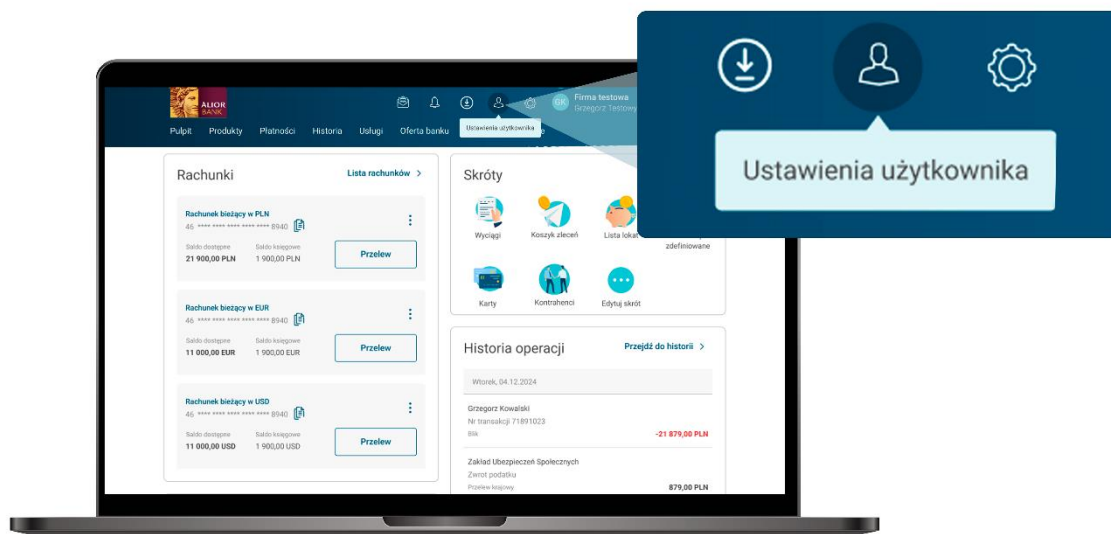 Ustawienia użytkownika
ALIOR
BANK
GK
Firma testowa
Grzegorz Testowy
Pulpit Produkty Płatności Historia Usługi Oferta banku
Ustawienia użytkownika
Rachunki
Lista rachunków >
Rachunek bieżący w PLN
46 **** **** **** **** **** 8940
Saldo dostępne Saldo księgowe
21 900,00 PLN 1 900,00 PLN
Przelew
Rachunek bieżący w EUR
46 **** **** **** **** **** 8940
Saldo dostępne Saldo księgowe
11 000,00 EUR 1 900,00 EUR
Przelew
Rachunek bieżący w USD
46 **** **** **** **** **** 8940
Saldo dostępne Saldo księgowe
11 000,00 USD 1 900,00 USD
Przelew
Skróty
Wyciągi Koszyk zleceń Lista lokat
zdefiniowane
Karty Kontrahenci Edytuj skrót
Historia operacji
Przejdź do historii >
Wtorek, 04.12.2024
Grzegorz Kowalski
Nr transakcji 71891023
Blik
-21 879,00 PLN
Zakład Ubezpieczeń Społecznych
Zwrot podatku
Przelew krajowy
879,00 PLN